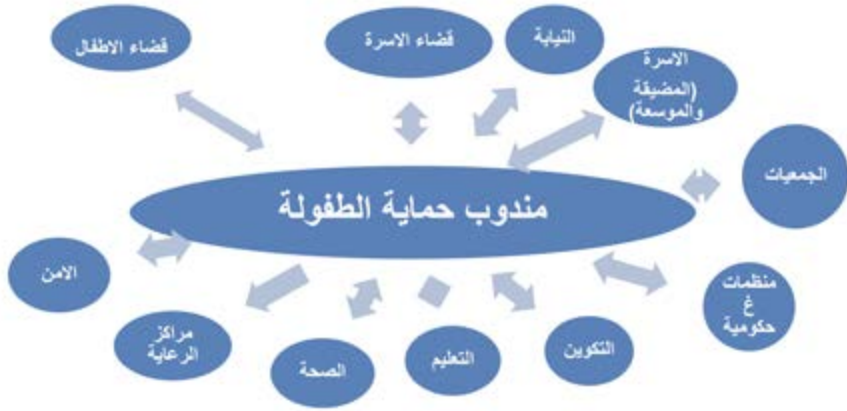 قضاء الاطفال
قضاء الاسرة
النيابة
الاسرة
(المضيقة
والموسعة)
الجمعيات
مندوب حماية الطفولة
الامن
مراكز
الرعاية
الصحة
التعليم
التكوين
منظمات
غ
حكومية